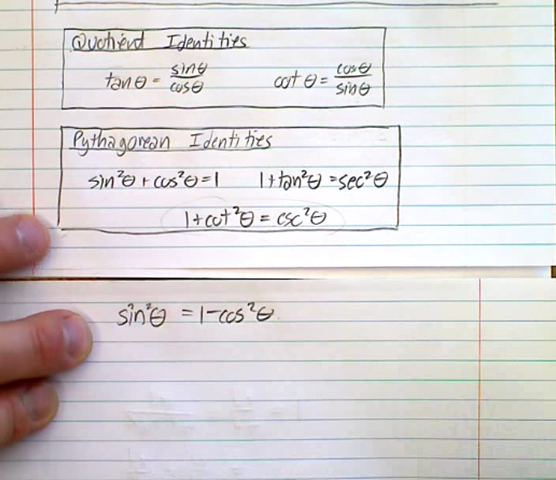 Quotient Identities
tanθ = sinθ/cosθ cot θ = cosθ/sinθ
Pythagorean Identities
sin²θ + cos²θ = 1 1 + tan²θ = sec²θ
1 + cot²θ = csc²θ
sin²θ = 1 - cos²θ